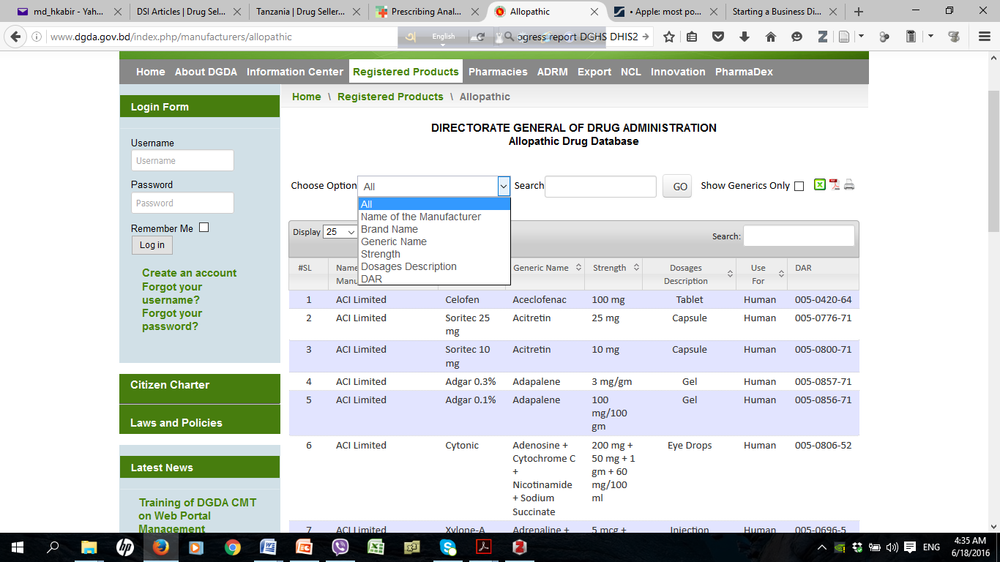 md_hkabir - Yah...
DSI Articles | Drug Sel...
Tanzania | Drug Seller...
Prescribing Anal...
Allopathic
• Apple: most po...
Starting a Business Di...
www.dgda.gov.bd/index.php/manufacturers/allopathic
English
ogress report DGHS DHIS2
Home About DGDA Information Center Registered Products Pharmacies ADRM Export NCL Innovation PharmaDex
Home \ Registered Products \ Allopathic
Login Form
Username
Username
Password
Password
Remember Me
Log in
Create an account
Forgot your
username?
Forgot your
password?
Citizen Charter
Laws and Policies
Latest News
Training of DGDA CMT
on Web Portal
Management
DIRECTORATE GENERAL OF DRUG ADMINISTRATION
Allopathic Drug Database
Choose Option All Search GO Show Generics Only
All
Name of the Manufacturer
Brand Name
Generic Name
Strength
Dosages Description
DAR
Display 25 Search:
#SL Name Generic Name Strength Dosages Use DAR
Manu Description For
1 ACI Limited Celofen Aceclofenac 100 mg Tablet Human 005-0420-64
2 ACI Limited Soritec 25 Acitretin 25 mg Capsule Human 005-0776-71
mg
3 ACI Limited Soritec 10 Acitretin 10 mg Capsule Human 005-0800-71
mg
4 ACI Limited Adgar 0.3% Adapalene 3 mg/gm Gel Human 005-0857-71
5 ACI Limited Adgar 0.1% Adapalene 100 Gel Human 005-0856-71
mg/100
gm
6 ACI Limited Cytonic Adenosine + 200 mg + Eye Drops Human 005-0806-52
Cytochrome C 50 mg + 1
+ gm + 60
Nicotinamide mg/100
+ Sodium ml
Succinate
7 ACI Limited Xylone-A Adrenaline + 5 mcg + Injection Human 005-0696-5
ENG
4:35 AM
6/18/2016